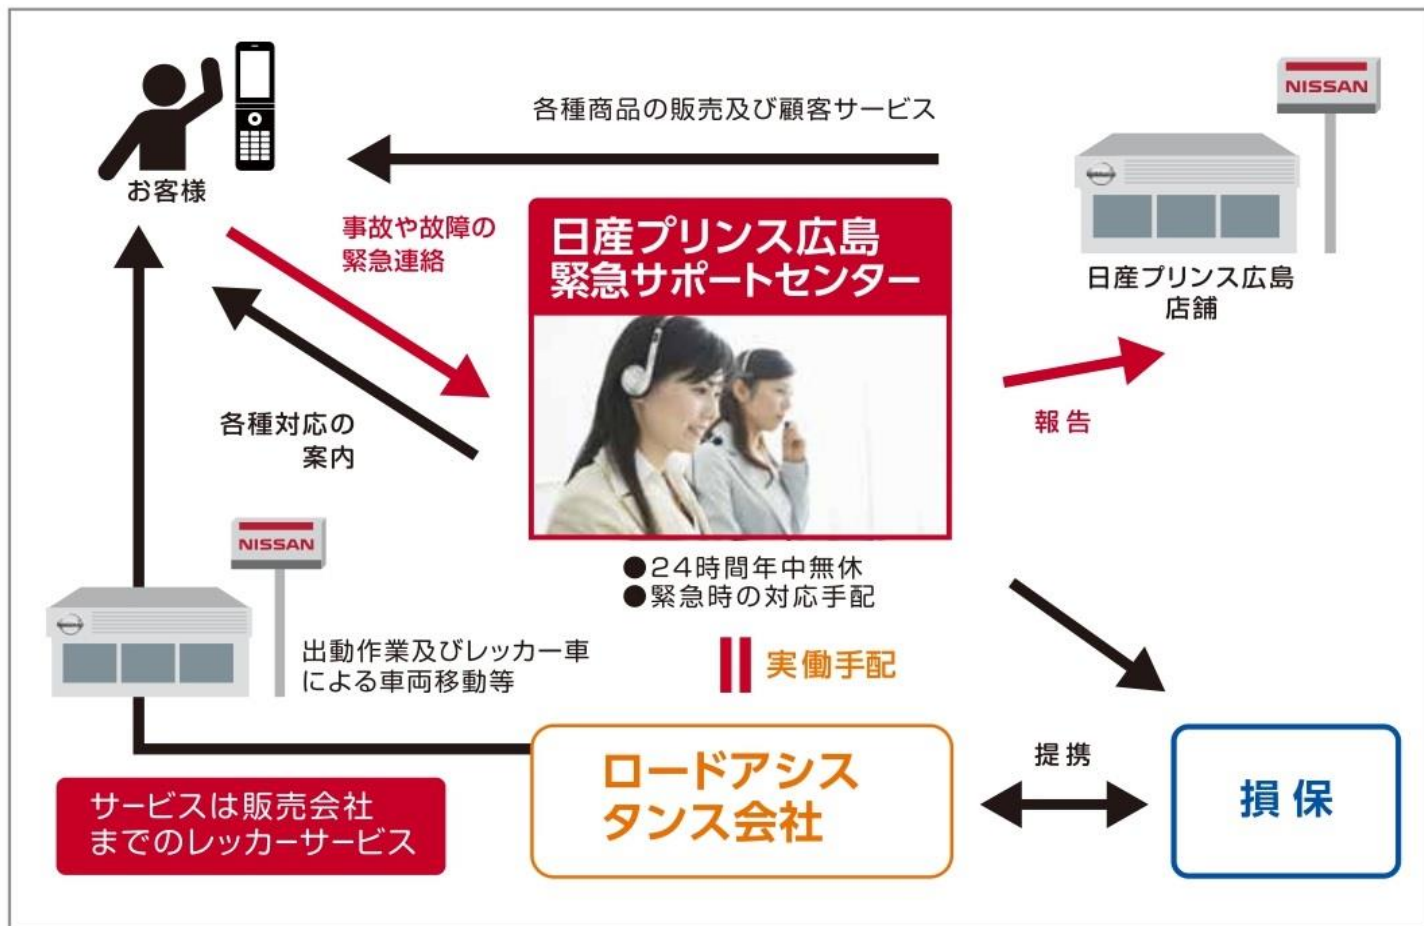 NISSAN
各種商品の販売及び顧客サービス
お客様
事故や故障の
緊急連絡
日産プリンス広島
緊急サポートセンター
日産プリンス広島
店舗
報告
各種対応の
案内
NISSAN
●24時間年中無休
●緊急時の対応手配
出動作業及びレッカー車
による車両移動等
実働手配
ロードアシス
タンス会社
提携
損保
サービスは販売会社
までのレッカーサービス